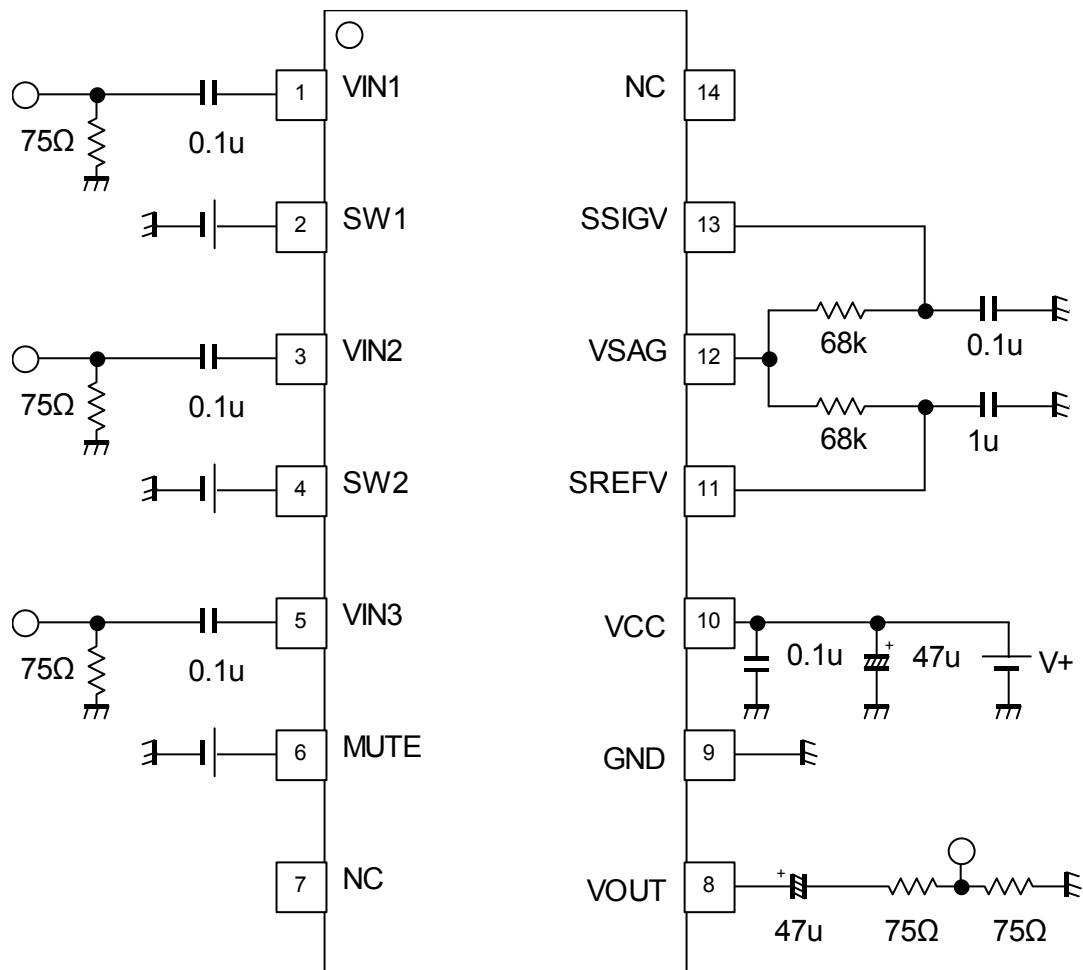 1 VIN1
75Ω 0.1u
2 SW1
3 VIN2
75Ω 0.1u
4 SW2
5 VIN3
75Ω 0.1u
6 MUTE
7 NC
NC 14
SSIGV 13
68k 0.1u
VSAG 12
68k 1u
SREFV 11
VCC 10
0.1u + 47u V+
GND 9
VOUT 8
+
47u 75Ω 75Ω